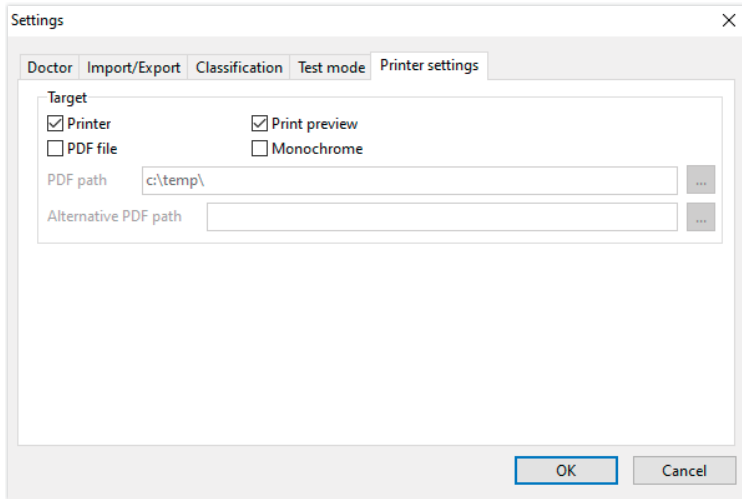 Settings
Doctor Import/Export Classification Test mode Printer settings
Target
Printer Print preview
PDF file Monochrome
PDF path c:\temp\ ...
Alternative PDF path ...
OK Cancel